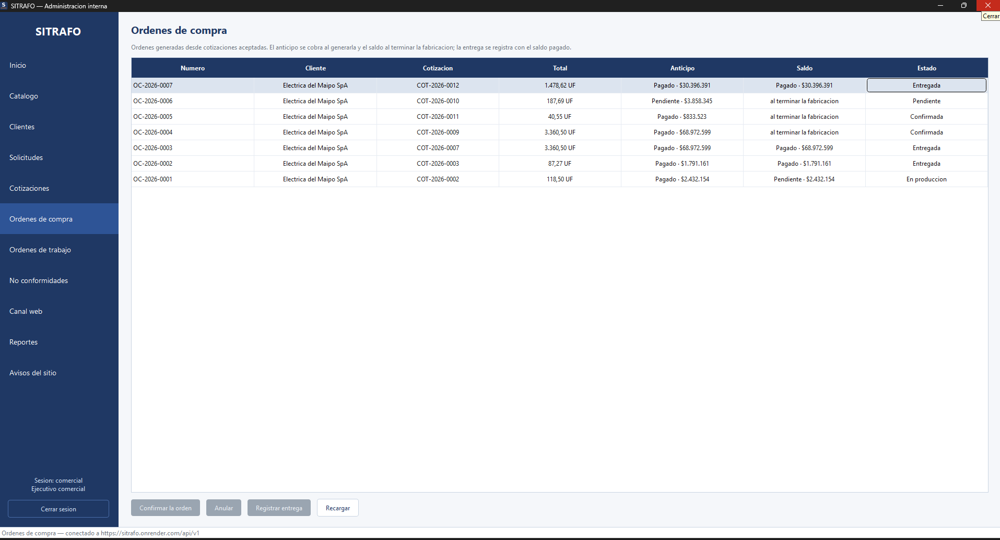 SITRAFO — Administracion interna
Cerrar
SITRAFO
Inicio
Catalogo
Clientes
Solicitudes
Cotizaciones
Ordenes de compra
Ordenes de trabajo
No conformidades
Canal web
Reportes
Avisos del sitio
Sesion: comercial
Ejecutivo comercial
Cerrar sesion
Ordenes de compra
Ordenes generadas desde cotizaciones aceptadas. El anticipo se cobra al generarla y el saldo al terminar la fabricacion; la entrega se registra con el saldo pagado.
Numero Cliente Cotizacion Total Anticipo Saldo Estado
OC-2026-0007 Electrica del Maipo SpA COT-2026-0012 1.478,62 UF Pagado · $30.396.391 Pagado · $30.396.391 Entregada
OC-2026-0006 Electrica del Maipo SpA COT-2026-0010 187,69 UF Pendiente · $3.858.345 al terminar la fabricacion Pendiente
OC-2026-0005 Electrica del Maipo SpA COT-2026-0011 40,55 UF Pagado · $833.523 al terminar la fabricacion Confirmada
OC-2026-0004 Electrica del Maipo SpA COT-2026-0009 3.360,50 UF Pagado · $68.972.599 al terminar la fabricacion Confirmada
OC-2026-0003 Electrica del Maipo SpA COT-2026-0007 3.360,50 UF Pagado · $68.972.599 Pagado · $68.972.599 Entregada
OC-2026-0002 Electrica del Maipo SpA COT-2026-0003 87,27 UF Pagado · $1.791.161 Pagado · $1.791.161 Entregada
OC-2026-0001 Electrica del Maipo SpA COT-2026-0002 118,50 UF Pagado · $2.432.154 Pendiente · $2.432.154 En produccion
Confirmar la orden Anular Registrar entrega Recargar
Ordenes de compra — conectado a https://sitrafo.onrender.com/api/v1